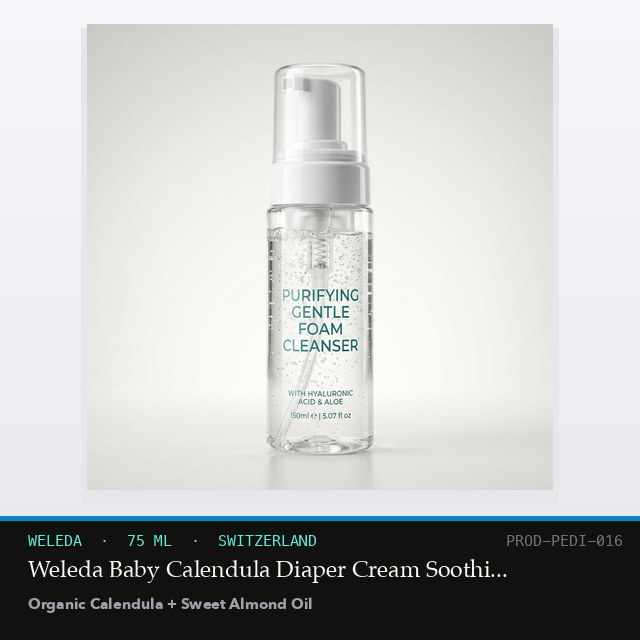 PURIFYING
GENTLE
FOAM
CLEANSER
WITH HYALURONIC
ACID & ALOE
150ml ℮ | 5.07 fl oz
WELEDA · 75 ML · SWITZERLAND
PROD–PEDI–016
Weleda Baby Calendula Diaper Cream Soothi...
Organic Calendula + Sweet Almond Oil